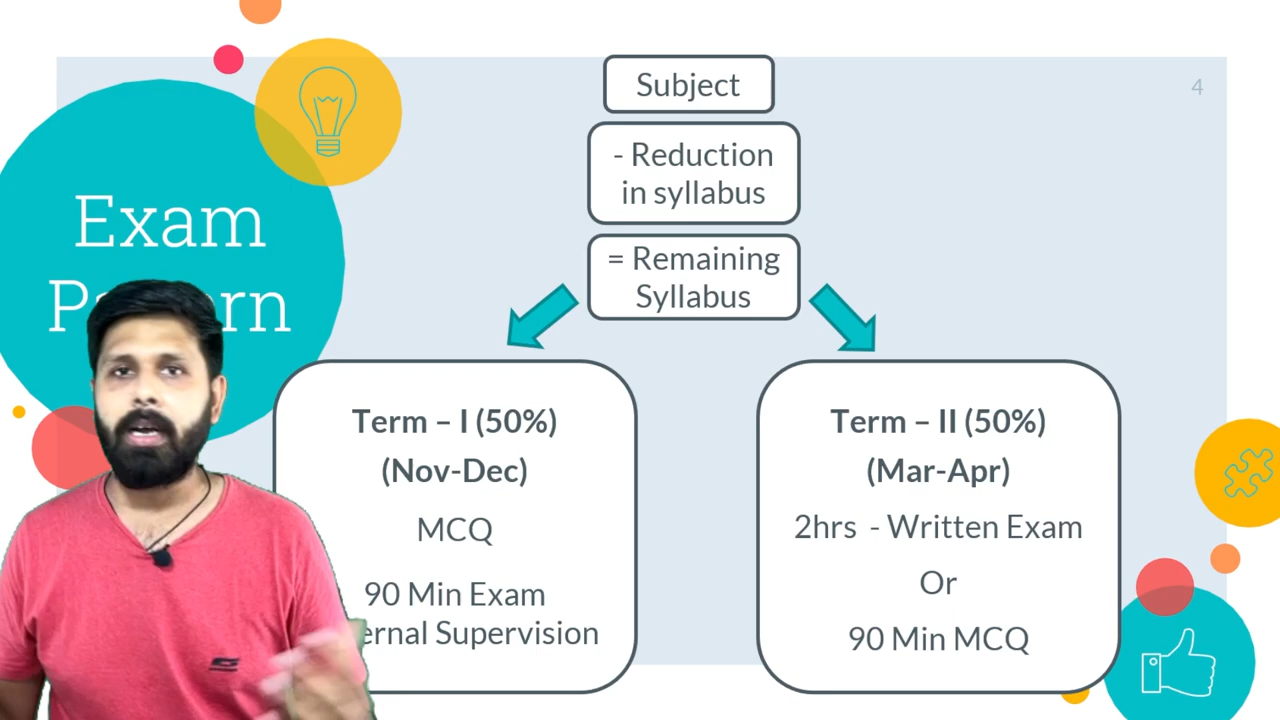 4
Exam
Subject
- Reduction
in syllabus
= Remaining
Syllabus
Term – I (50%)
(Nov-Dec)
MCQ
90 Min Exam
Supervision
Term – II (50%)
(Mar-Apr)
2hrs - Written Exam
Or
90 Min MCQ